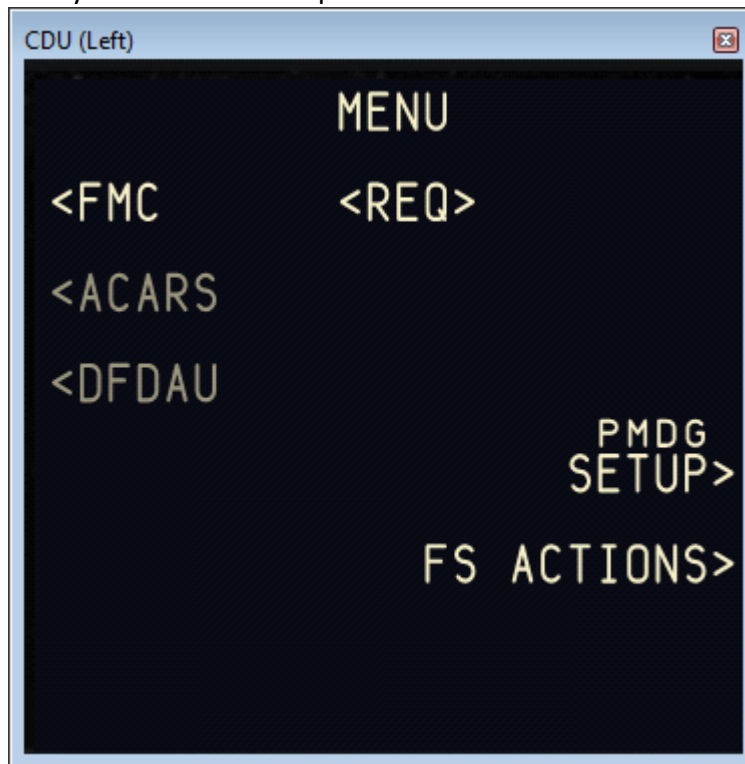 CDU (Left)
MENU
<FMC <REQ>
<ACARS
<DFDAU
PMDG
SETUP>
FS ACTIONS>